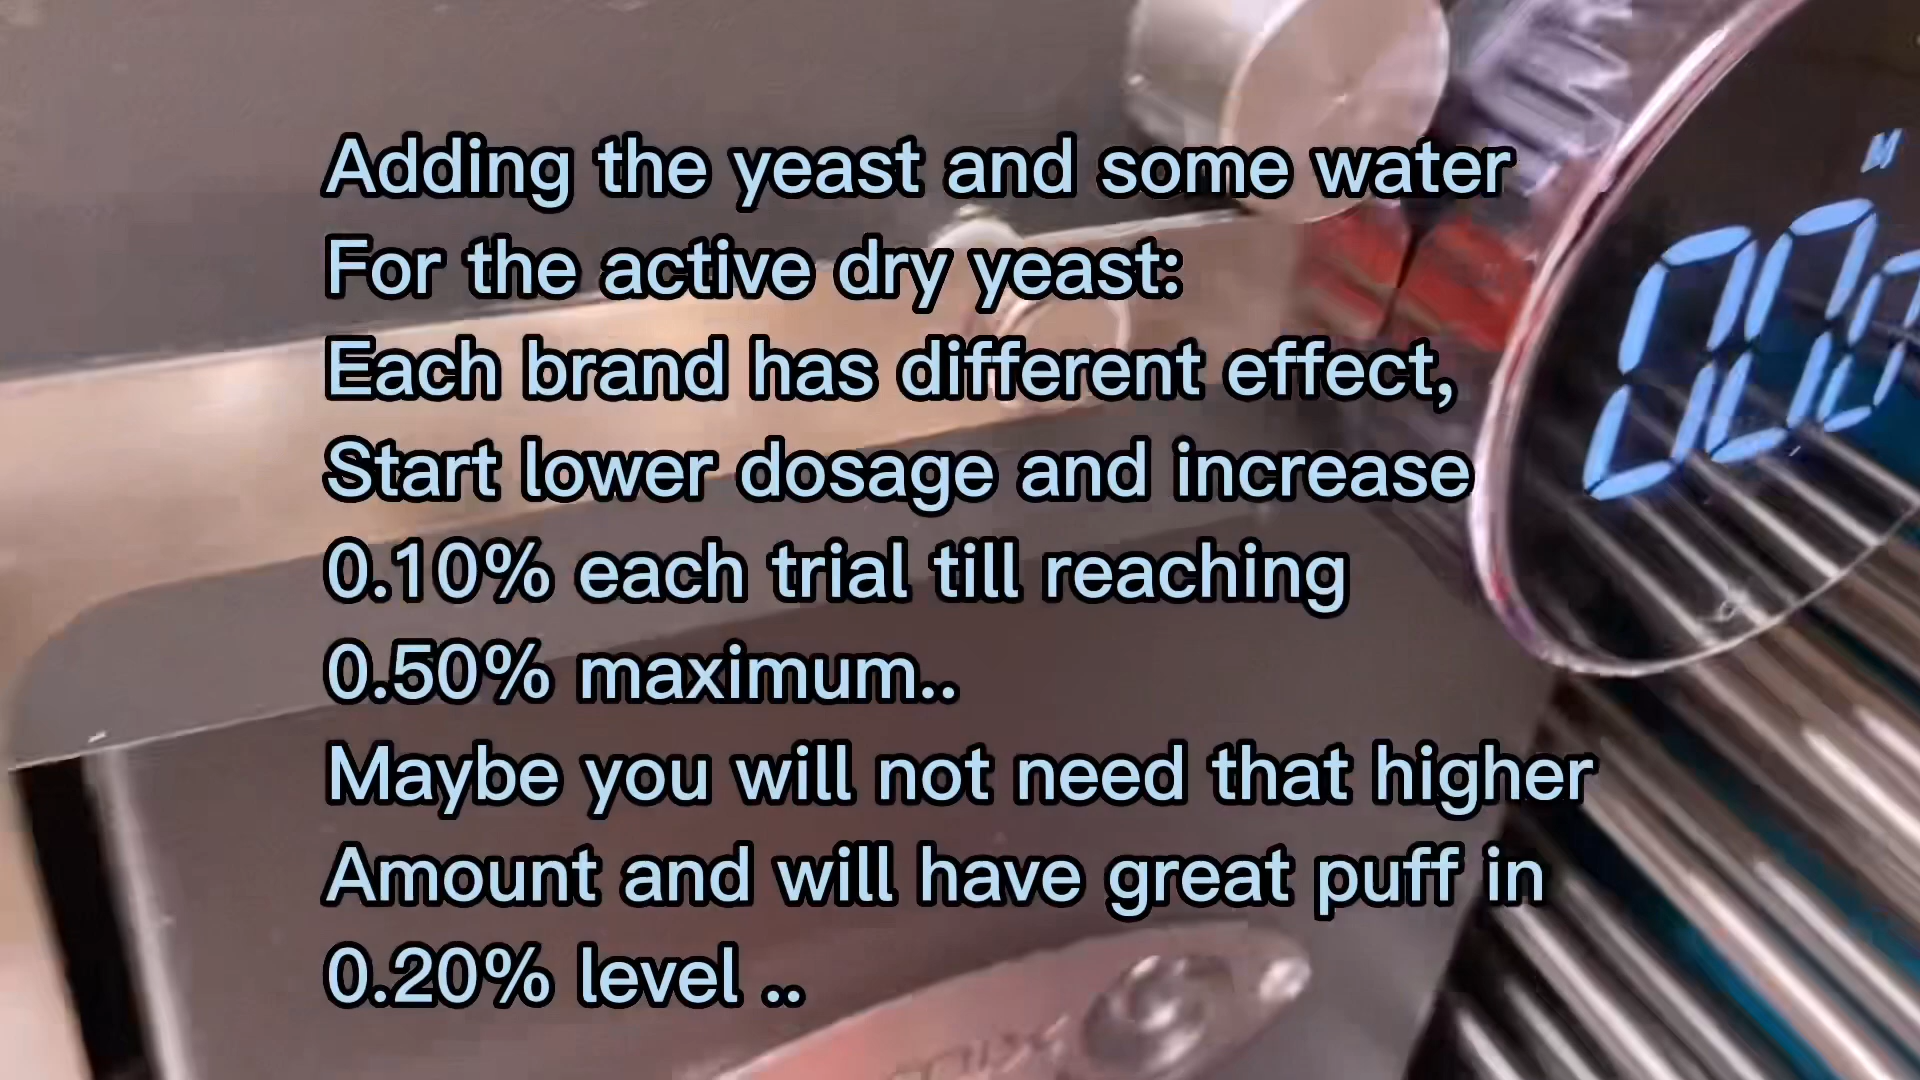 Adding the yeast and some water
For the active dry yeast:
Each brand has different effect,
Start lower dosage and increase
0.10% each trial till reaching
0.50% maximum..
Maybe you will not need that higher
Amount and will have great puff in
0.20% level ..